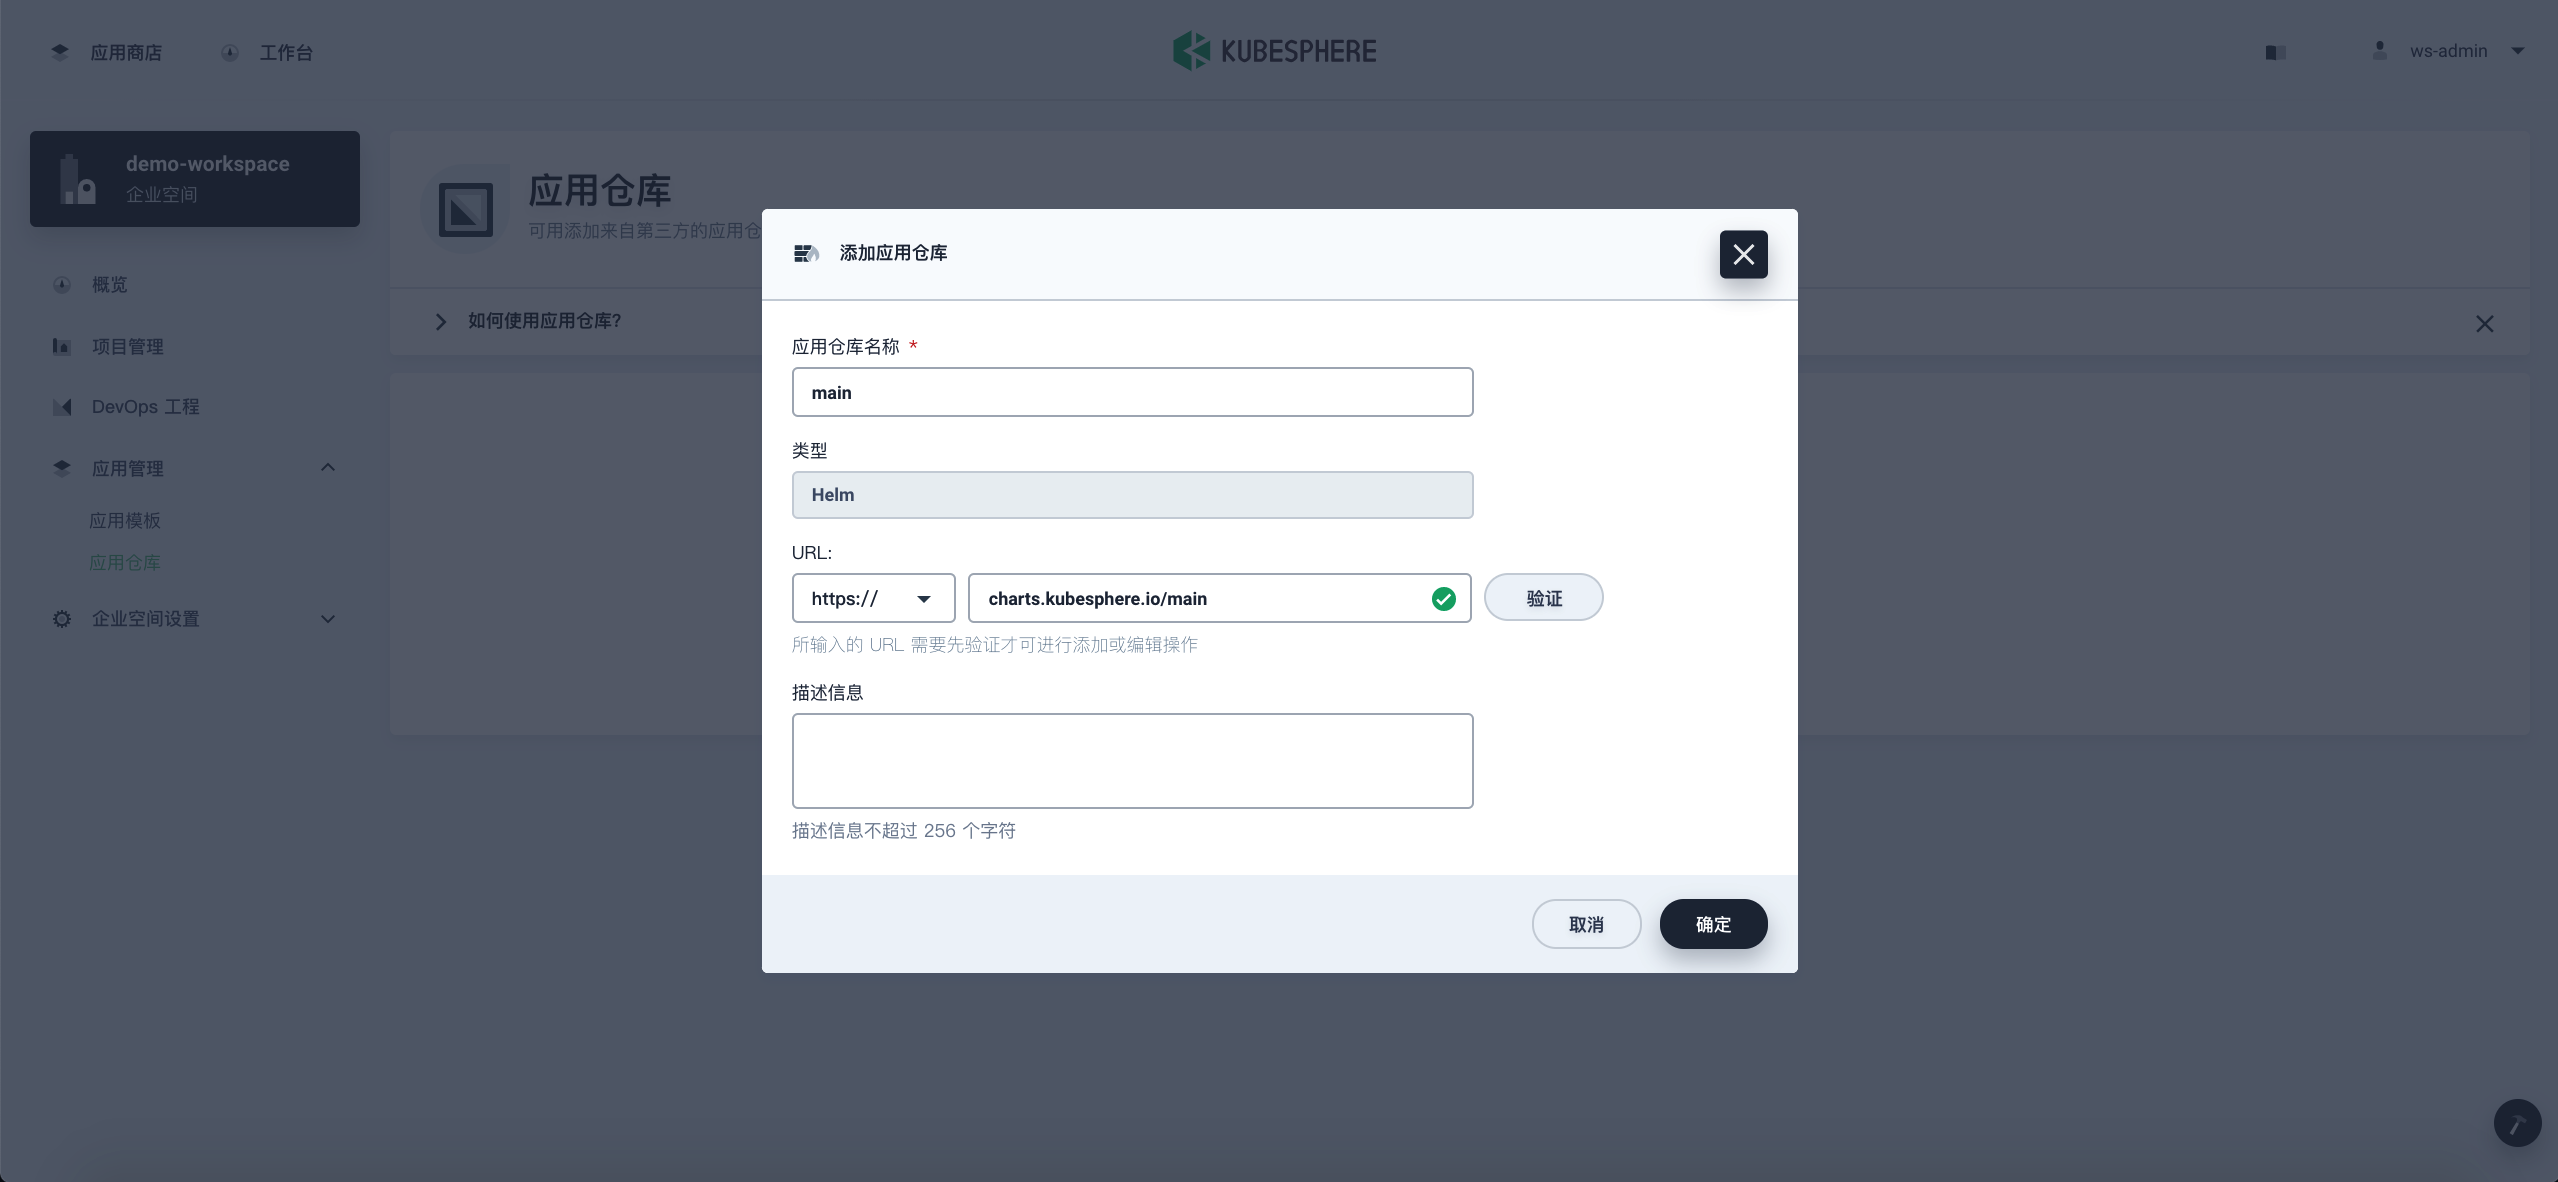 应用商店
工作台
KUBESPHERE
ws-admin
demo-workspace
企业空间
概览
项目管理
DevOps 工程
应用管理
应用模板
应用仓库
企业空间设置
应用仓库
可用添加来自第三方的应用仓
如何使用应用仓库?
添加应用仓库
应用仓库名称 *
main
类型
Helm
URL:
https:// charts.kubesphere.io/main 验证
所输入的 URL 需要先验证才可进行添加或编辑操作
描述信息
描述信息不超过 256 个字符
取消 确定